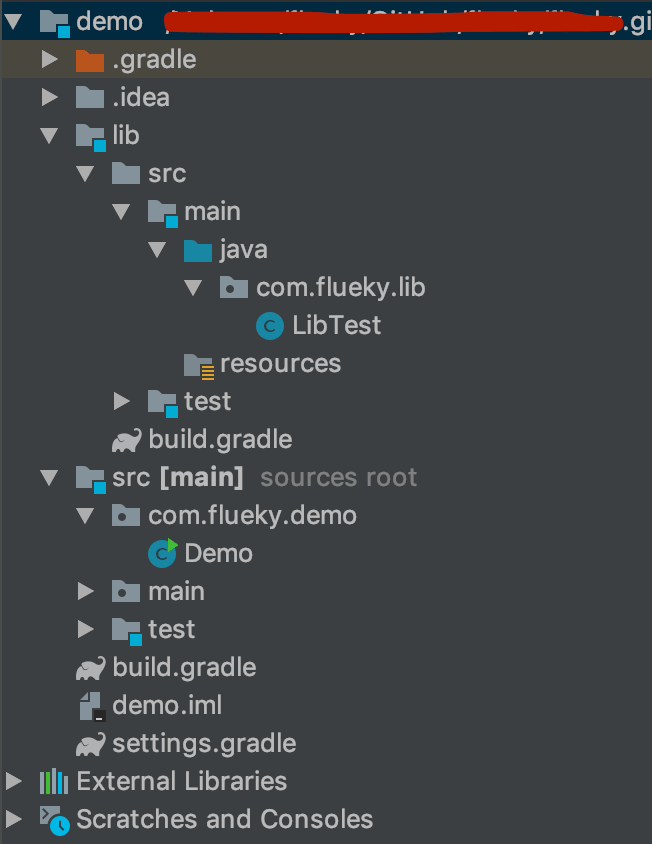 demo
.gradle
.idea
lib
src
main
java
com.flueky.lib
C LibTest
resources
test
build.gradle
src [main] sources root
com.flueky.demo
C Demo
main
test
build.gradle
demo.iml
settings.gradle
External Libraries
Scratches and Consoles